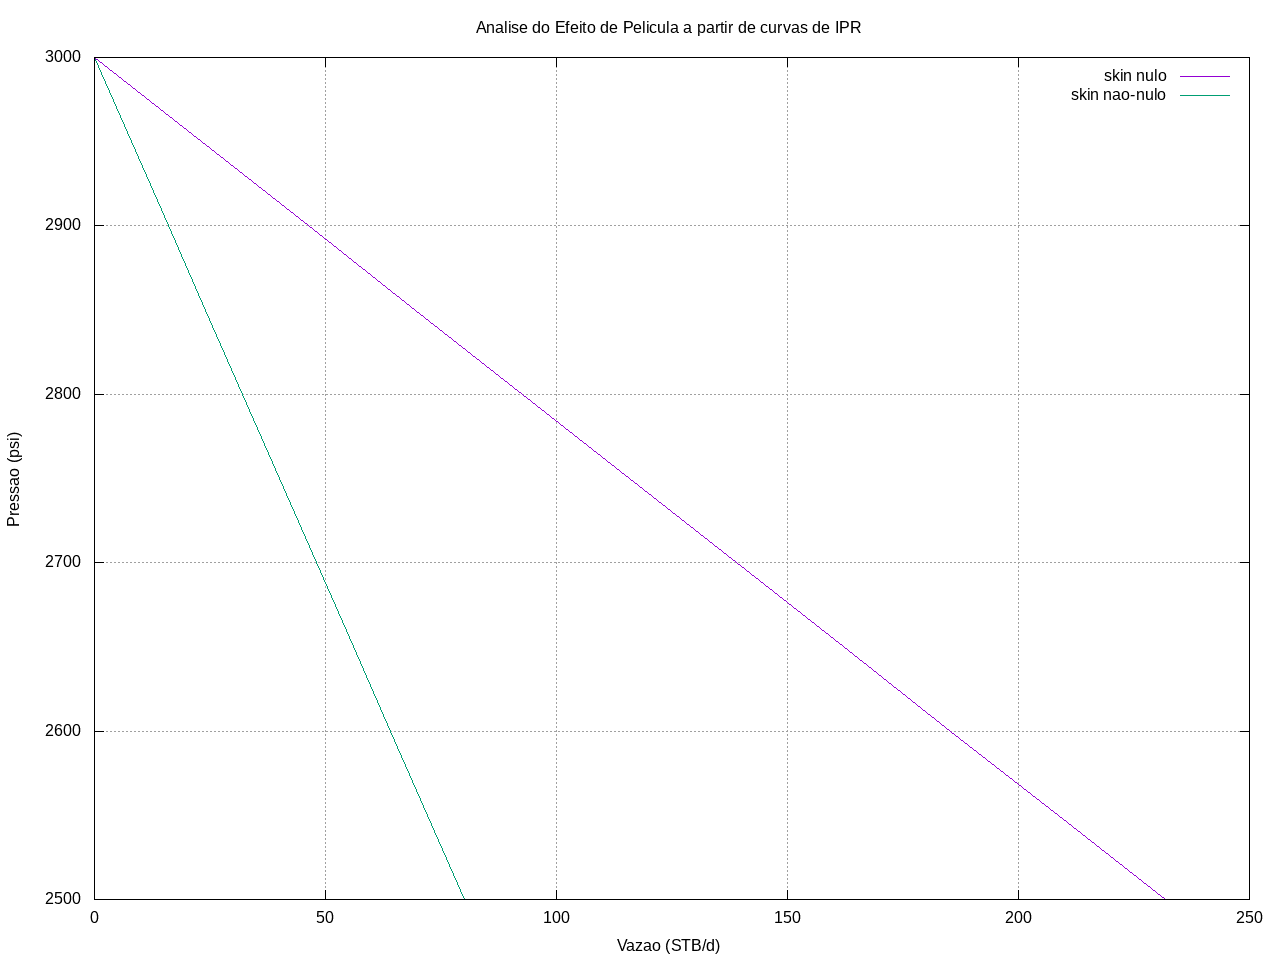 Analise do Efeito de Pelicula a partir de curvas de IPR
skin nulo
skin nao-nulo
3000
2900
2800
2700
2600
2500
Pressao (psi)
0 50 100 150 200 250
Vazao (STB/d)